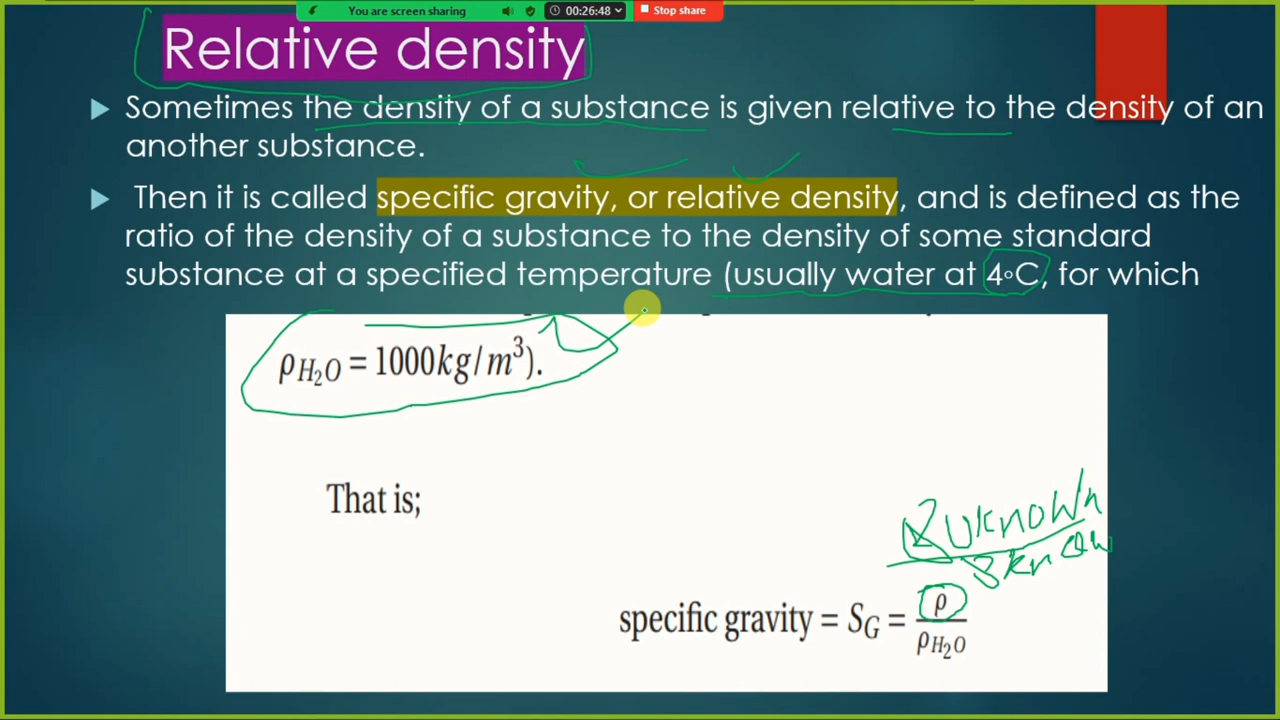 You are screen sharing
00:26:48
Stop share
Relative density
Sometimes the density of a substance is given relative to the density of an
another substance.
Then it is called specific gravity, or relative density, and is defined as the
ratio of the density of a substance to the density of some standard
substance at a specified temperature (usually water at 4◦C, for which
ρH₂O = 1000kg/m³).
That is;
uknown
know
specific gravity = S_G = ρ / ρH₂O